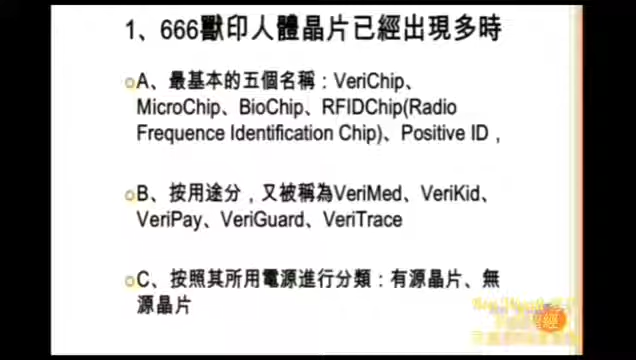 1、666獸印人體晶片已經出現多時
A、最基本的五個名稱：VeriChip、
MicroChip、BioChip、RFIDChip(Radio
Frequence Identification Chip)、Positive ID，
B、按用途分，又被稱為VeriMed、VeriKid、
VeriPay、VeriGuard、VeriTrace
C、按照其所用電源進行分類：有源晶片、無
源晶片